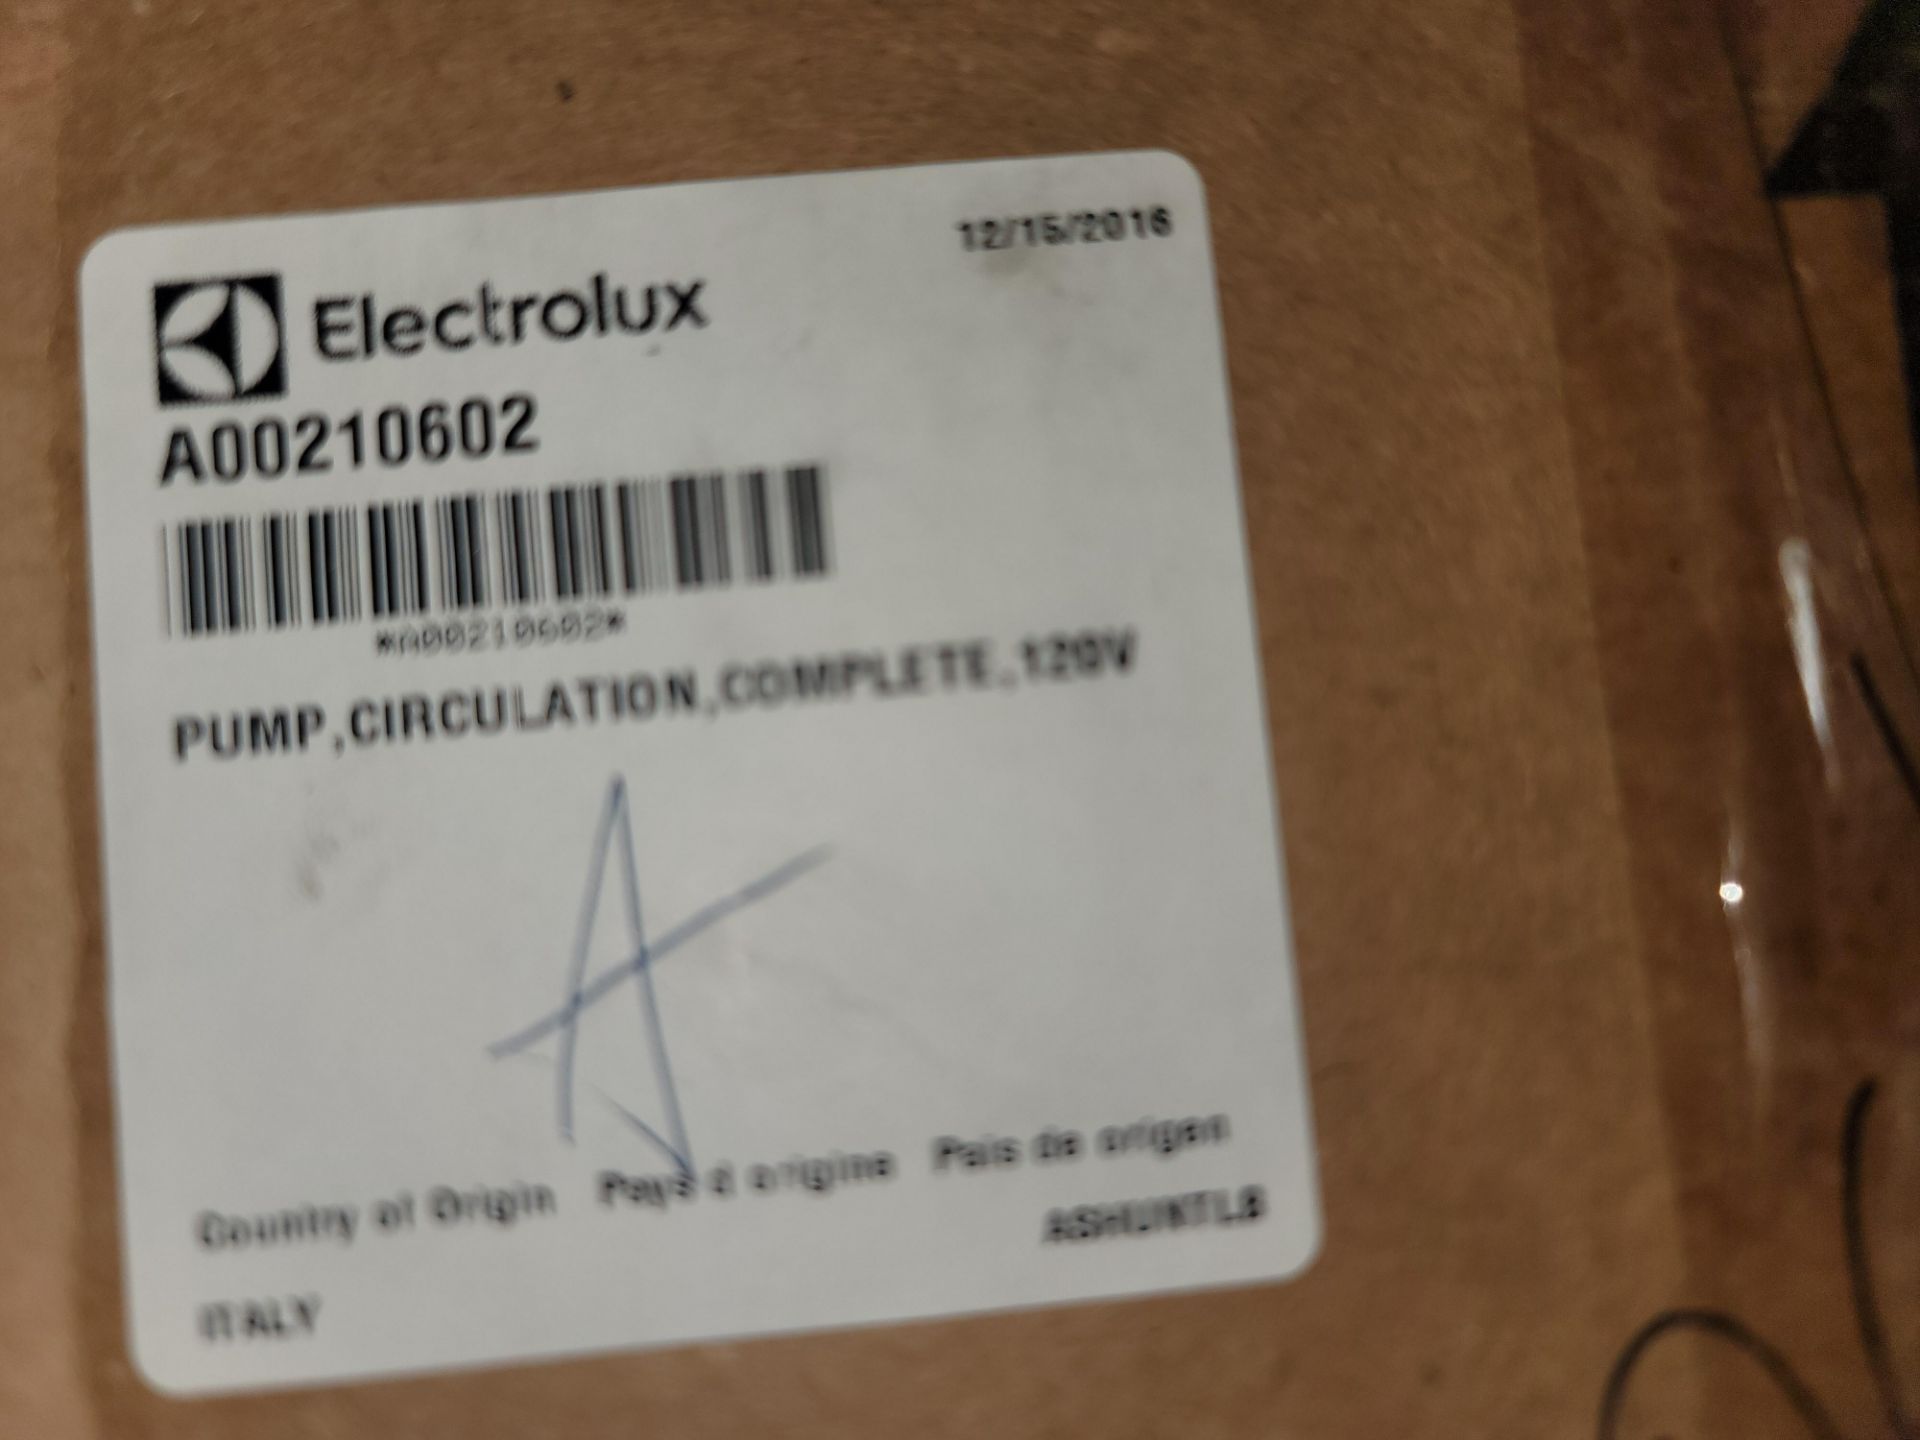 12/15/2016
Electrolux
A00210602
*A00210602*
PUMP,CIRCULATION,COMPLETE,120V
A
Country of Origin Pays d origine Pais de origen
ASHUNTLB
ITALY